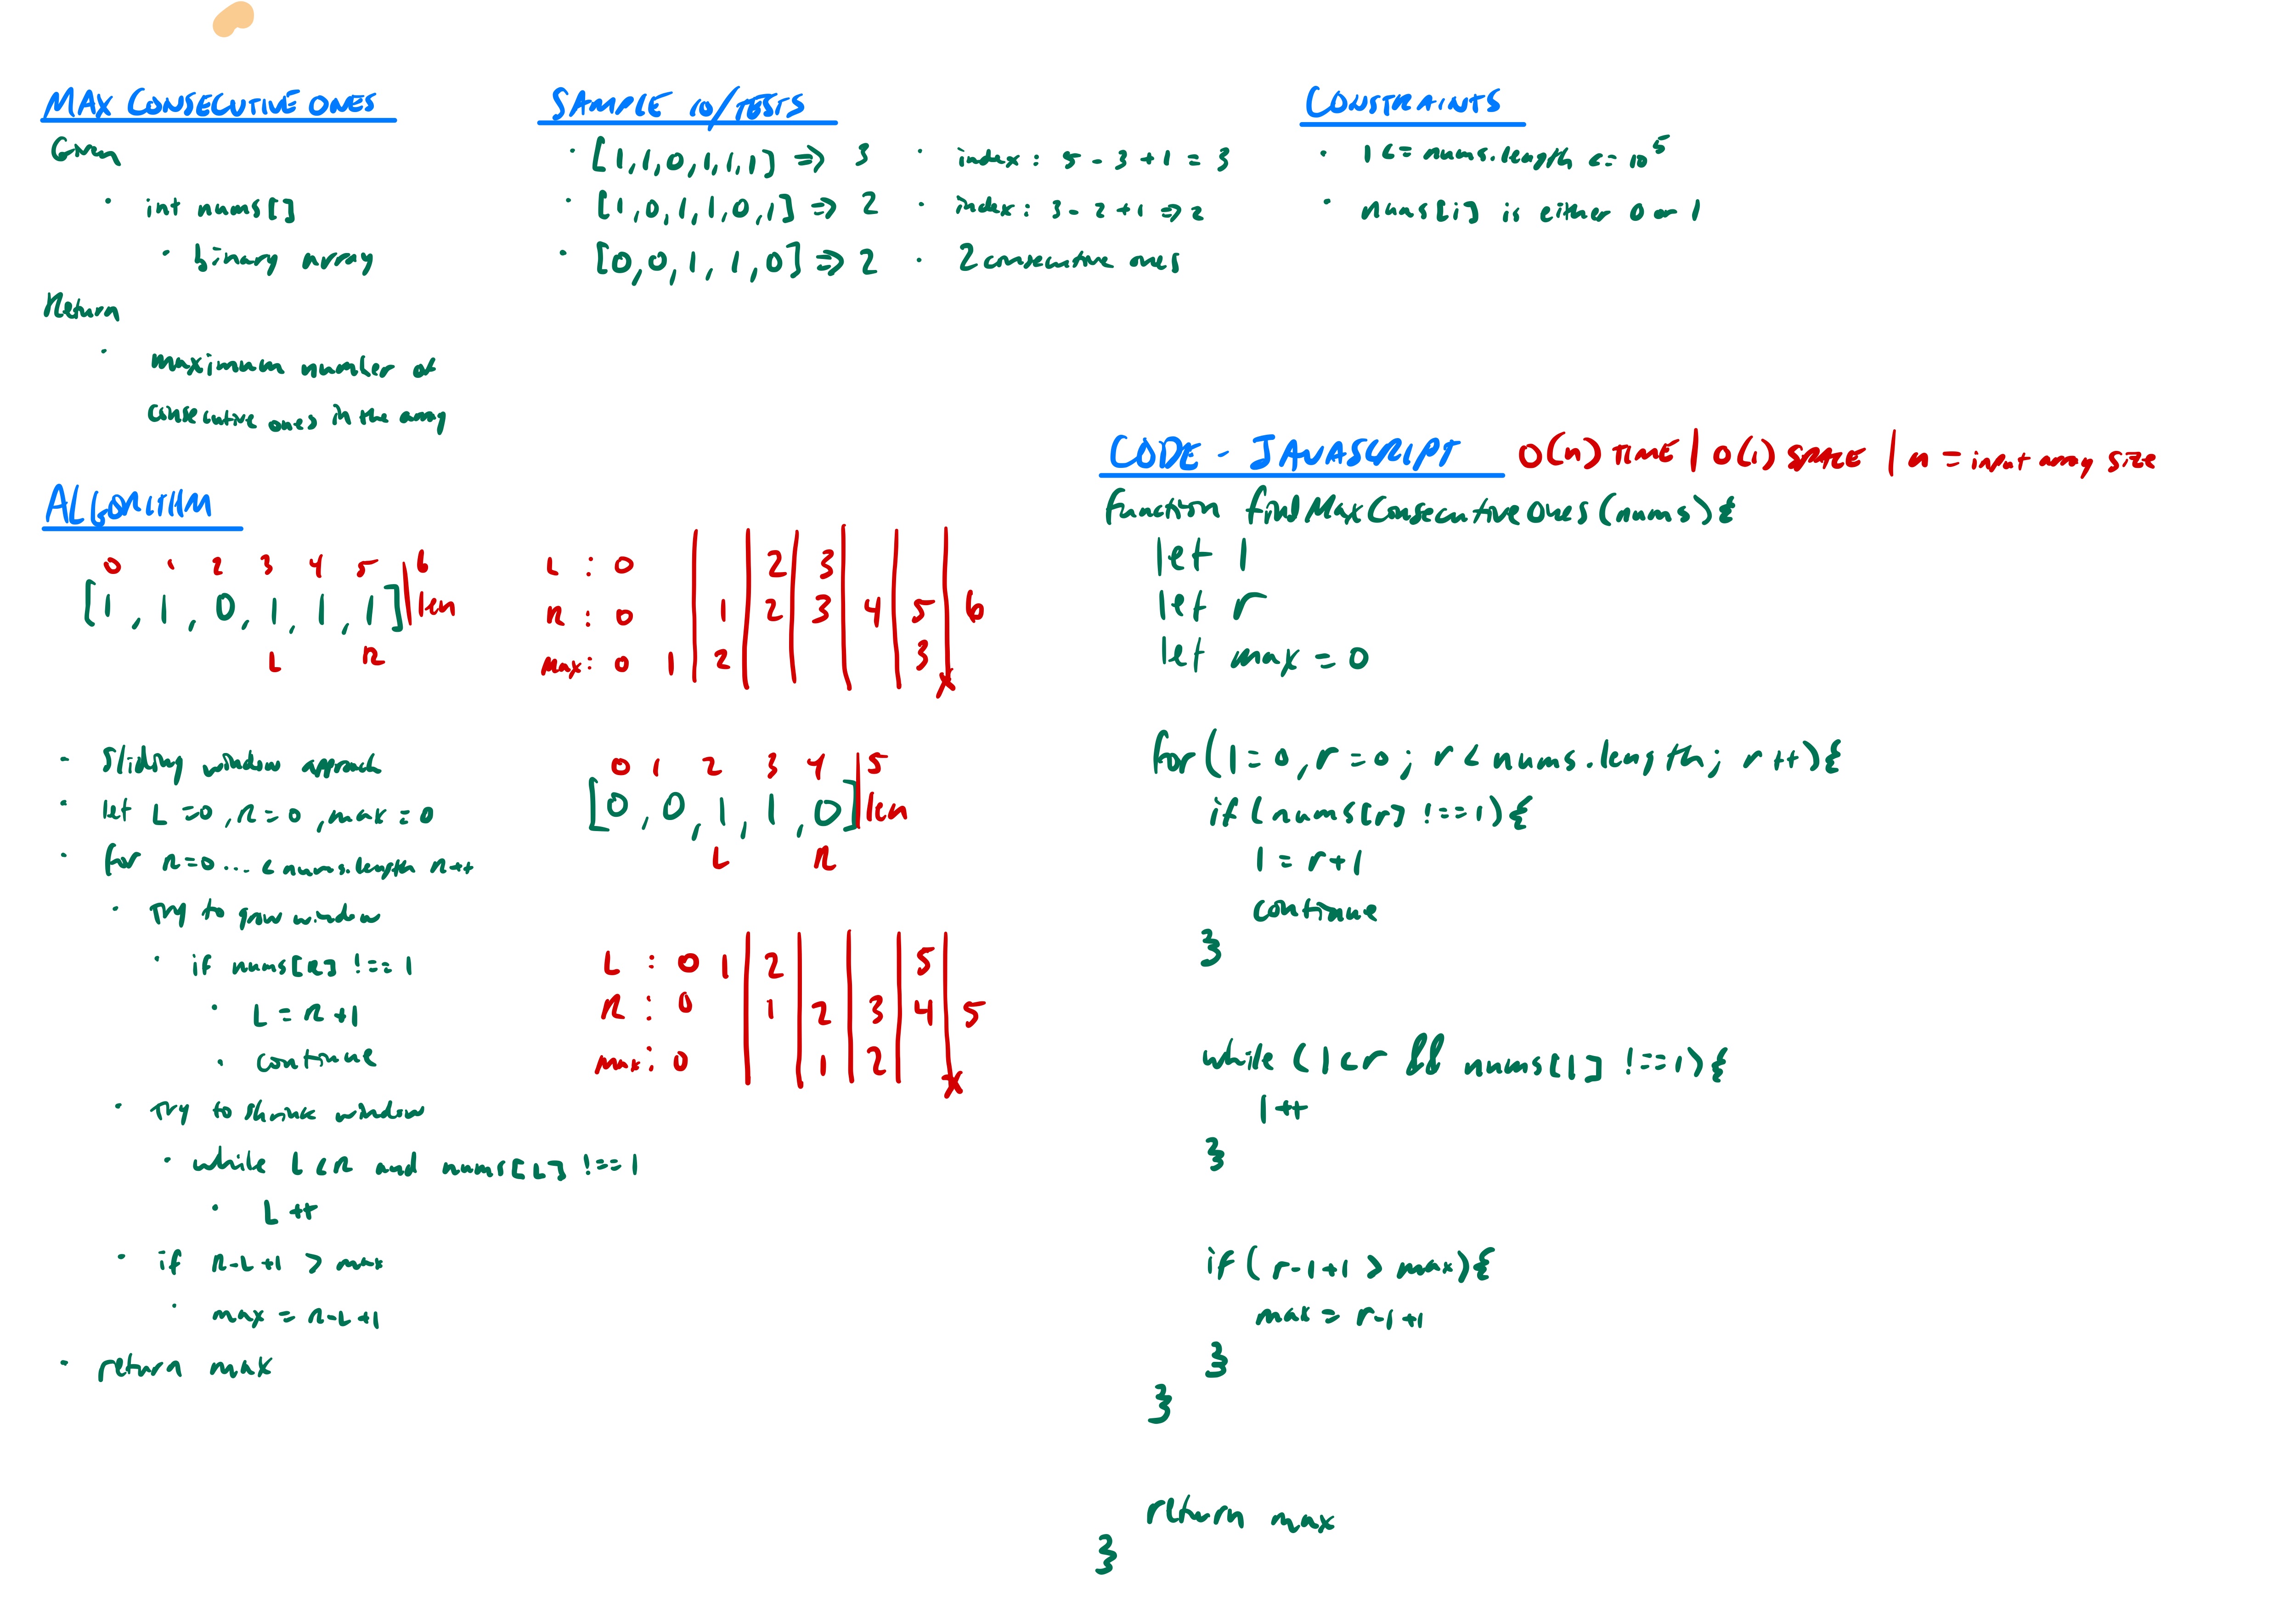 MAX CONSECUTIVE ONES
Given
· int nums[]
· binary array
Return
· maximum number of
consecutive ones in the array
SAMPLE IO/TESTS
· [1,1,0,1,1,1] => 3 · index: 5 - 3 + 1 = 3
· [1,0,1,1,0,1] => 2 · index: 3 - 2 + 1 => 2
· [0,0,1,1,0] => 2 · 2 consecutive ones
CONSTRAINTS
· 1 <= nums.length <= 10^5
· nums[i] is either 0 or 1
ALGORITHM
0 1 2 3 4 5 | 6
[1, 1, 0, 1, 1, 1] | len
L R
L : 0 | | 2 | 3 | | |
R : 0 | 1 | 2 | 3 | 4 | 5 | 6
max: 0 1 | 2 | | | | 3 | x
- Sliding window approach
· let L = 0, R = 0, max = 0
· for R=0... < nums.length R++
· Try to grow window
· if nums[R] !== 1
· L = R +1
· continue
· Try to shrink window
· while L < R and nums[L] !== 1
· L ++
· if R-L+1 > max
· max = R-L+1
· return max
0 1 2 3 4 | 5
[0, 0, 1, 1, 0] | len
L R
L : 0 1 | 2 | | | 5 |
R : 0 | 1 | 2 | 3 | 4 | 5
max: 0 | | 1 | 2 | | x
CODE - JAVASCRIPT O(n) TIME | O(1) SPACE | n = input array size
function findMaxConsecutiveOnes(nums){
let l
let r
let max = 0
for(l=0, r=0; r < nums.length; r++){
if(nums[r] !==1){
l = r+1
continue
}
while (l<r && nums[l] !==1){
l++
}
if(r-l+1 > max){
max = r-l+1
}
}
return max
}